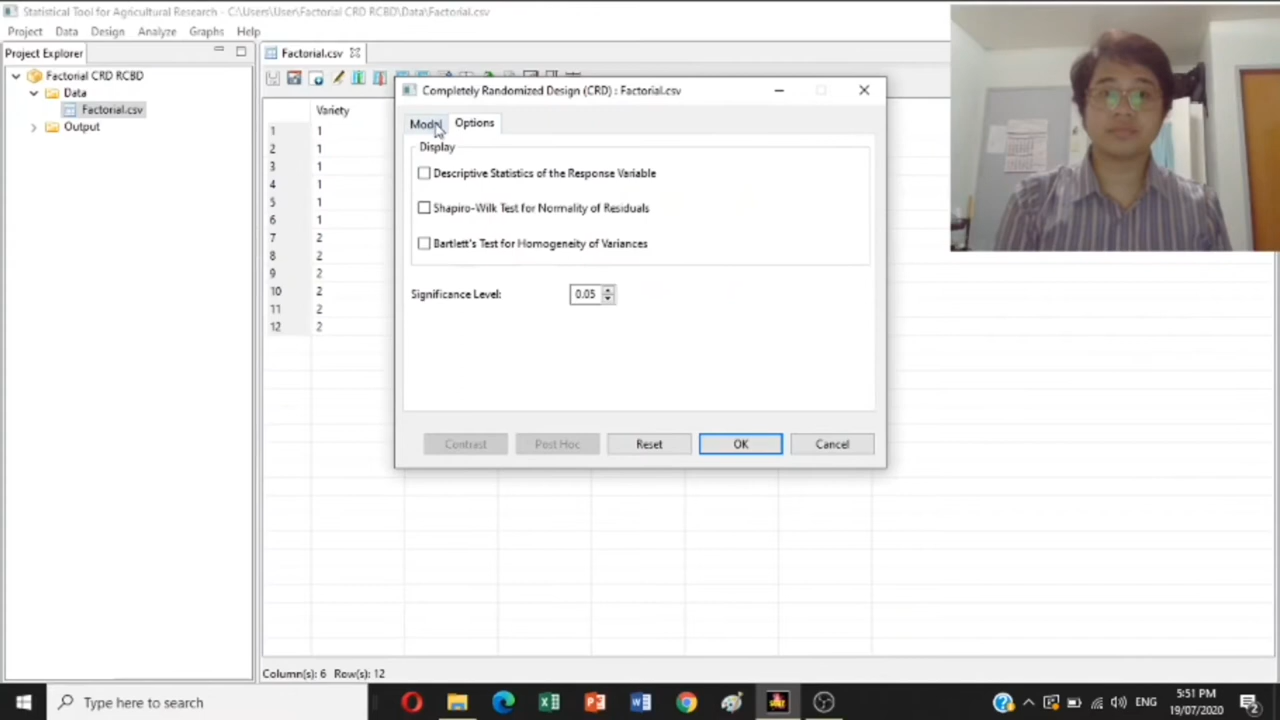 Statistical Tool for Agricultural Research - C:\Users\User\Factorial CRD RCBD\Data\Factorial.csv
Project Data Design Analyze Graphs Help
Project Explorer
Factorial.csv
Factorial CRD RCBD
Data
Factorial.csv
Output
Variety
1 1
2 1
3 1
4 1
5 1
6 1
7 2
8 2
9 2
10 2
11 2
12 2
Completely Randomized Design (CRD) : Factorial.csv
Model Options
Display
Descriptive Statistics of the Response Variable
Shapiro-Wilk Test for Normality of Residuals
Bartlett's Test for Homogeneity of Variances
Significance Level: 0.05
Contrast Post Hoc Reset OK Cancel
Column(s): 6 Row(s): 12
Type here to search
ENG
5:51 PM
19/07/2020
2